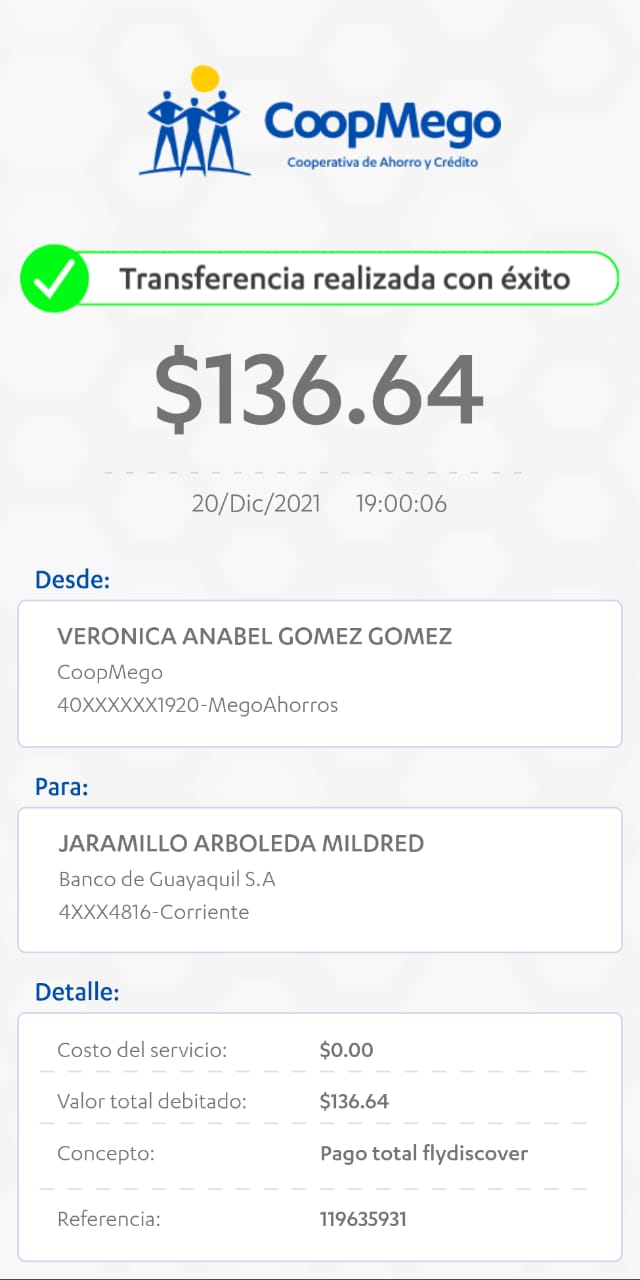 CoopMego
Cooperativa de Ahorro y Crédito
Transferencia realizada con éxito
$136.64
20/Dic/2021 19:00:06
Desde:
VERONICA ANABEL GOMEZ GOMEZ
CoopMego
40XXXXXX1920-MegoAhorros
Para:
JARAMILLO ARBOLEDA MILDRED
Banco de Guayaquil S.A
4XXX4816-Corriente
Detalle:
Costo del servicio: $0.00
Valor total debitado: $136.64
Concepto: Pago total flydiscover
Referencia: 119635931